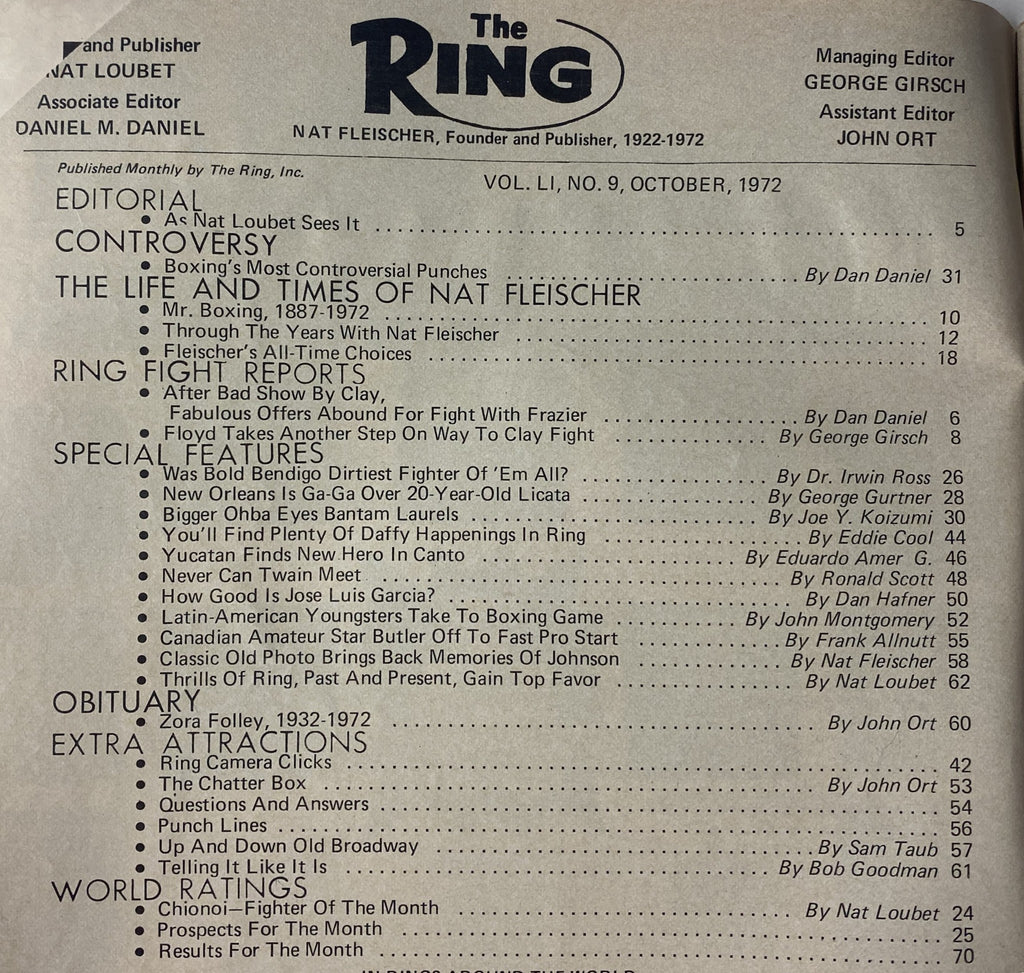 The
RING
and Publisher
NAT LOUBET
Associate Editor
DANIEL M. DANIEL
Managing Editor
GEORGE GIRSCH
Assistant Editor
JOHN ORT
NAT FLEISCHER, Founder and Publisher, 1922-1972
Published Monthly by The Ring, Inc.
VOL. LI, NO. 9, OCTOBER, 1972
EDITORIAL
• As Nat Loubet Sees It 5
CONTROVERSY
• Boxing's Most Controversial Punches By Dan Daniel 31
THE LIFE AND TIMES OF NAT FLEISCHER
• Mr. Boxing, 1887-1972 10
• Through The Years With Nat Fleischer 12
• Fleischer's All-Time Choices 18
RING FIGHT REPORTS
• After Bad Show By Clay,
Fabulous Offers Abound For Fight With Frazier By Dan Daniel 6
• Floyd Takes Another Step On Way To Clay Fight By George Girsch 8
SPECIAL FEATURES
• Was Bold Bendigo Dirtiest Fighter Of 'Em All? By Dr. Irwin Ross 26
• New Orleans Is Ga-Ga Over 20-Year-Old Licata By George Gurtner 28
• Bigger Ohba Eyes Bantam Laurels By Joe Y. Koizumi 30
• You'll Find Plenty Of Daffy Happenings In Ring By Eddie Cool 44
• Yucatan Finds New Hero In Canto By Eduardo Amer G. 46
• Never Can Twain Meet By Ronald Scott 48
• How Good Is Jose Luis Garcia? By Dan Hafner 50
• Latin-American Youngsters Take To Boxing Game By John Montgomery 52
• Canadian Amateur Star Butler Off To Fast Pro Start By Frank Allnutt 55
• Classic Old Photo Brings Back Memories Of Johnson By Nat Fleischer 58
• Thrills Of Ring, Past And Present, Gain Top Favor By Nat Loubet 62
OBITUARY
• Zora Folley, 1932-1972 By John Ort 60
EXTRA ATTRACTIONS
• Ring Camera Clicks 42
• The Chatter Box By John Ort 53
• Questions And Answers 54
• Punch Lines 56
• Up And Down Old Broadway By Sam Taub 57
• Telling It Like It Is By Bob Goodman 61
WORLD RATINGS
• Chionoi—Fighter Of The Month By Nat Loubet 24
• Prospects For The Month 25
• Results For The Month 70
IN RINGS AROUND THE WORLD